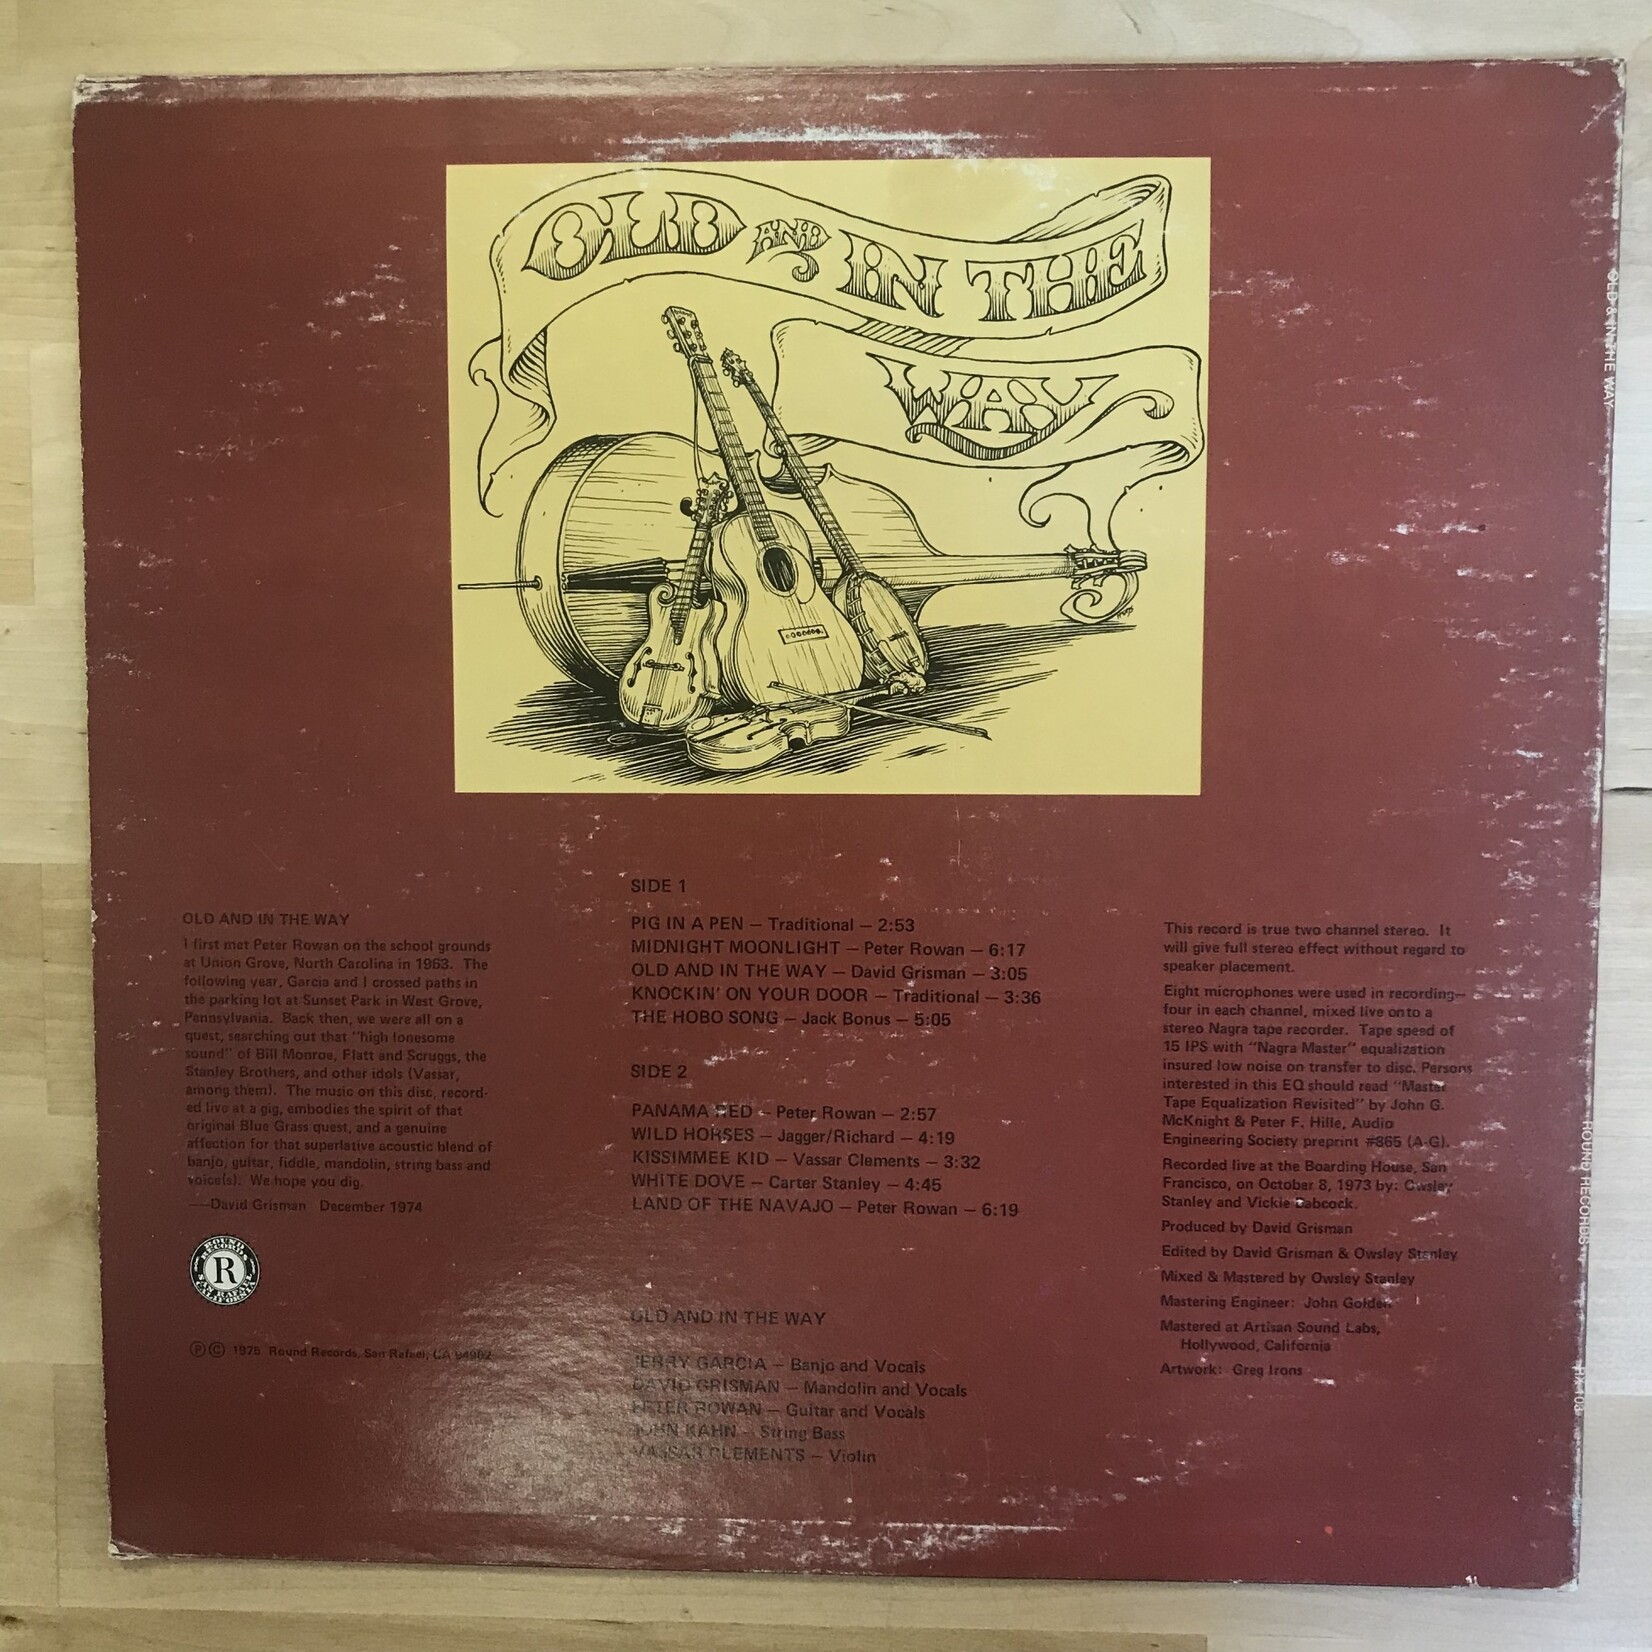 OLD AND IN THE
WAY
OLD AND IN THE WAY
I first met Peter Rowan on the school grounds
at Union Grove, North Carolina in 1963. The
following year, Garcia and I crossed paths in
the parking lot at Sunset Park in West Grove,
Pennsylvania. Back then, we were all on a
quest, searching out that "high lonesome
sound" of Bill Monroe, Flatt and Scruggs, the
Stanley Brothers, and other idols (Vassar,
among them). The music on this disc, record-
ed live at a gig, embodies the spirit of that
original Blue Grass quest, and a genuine
affection for that superlative acoustic blend of
banjo, guitar, fiddle, mandolin, string bass and
voice(s). We hope you dig.
—David Grisman December 1974
ROUND RECORDS
R
SAN RAFAEL CALIFORNIA
Ⓟ Ⓒ 1975 Round Records, San Rafael, CA 94902
SIDE 1
PIG IN A PEN — Traditional — 2:53
MIDNIGHT MOONLIGHT — Peter Rowan — 6:17
OLD AND IN THE WAY — David Grisman — 3:05
KNOCKIN' ON YOUR DOOR — Traditional — 3:36
THE HOBO SONG — Jack Bonus — 5:05
SIDE 2
PANAMA RED — Peter Rowan — 2:57
WILD HORSES — Jagger/Richard — 4:19
KISSIMMEE KID — Vassar Clements — 3:32
WHITE DOVE — Carter Stanley — 4:45
LAND OF THE NAVAJO — Peter Rowan — 6:19
OLD AND IN THE WAY
JERRY GARCIA — Banjo and Vocals
DAVID GRISMAN — Mandolin and Vocals
PETER ROWAN — Guitar and Vocals
JOHN KAHN — String Bass
VASSAR CLEMENTS — Violin
This record is true two channel stereo. It
will give full stereo effect without regard to
speaker placement.
Eight microphones were used in recording—
four in each channel, mixed live onto a
stereo Nagra tape recorder. Tape speed of
15 IPS with "Nagra Master" equalization
insured low noise on transfer to disc. Persons
interested in this EQ should read "Master
Tape Equalization Revisited" by John G.
McKnight & Peter F. Hille, Audio
Engineering Society preprint #865 (A-G).
Recorded live at the Boarding House, San
Francisco, on October 8, 1973 by: Owsley
Stanley and Vickie Babcock.
Produced by David Grisman
Edited by David Grisman & Owsley Stanley
Mixed & Mastered by Owsley Stanley
Mastering Engineer: John Golden
Mastered at Artisan Sound Labs,
Hollywood, California
Artwork: Greg Irons
OLD & IN THE WAY
ROUND RECORDS
RX 103